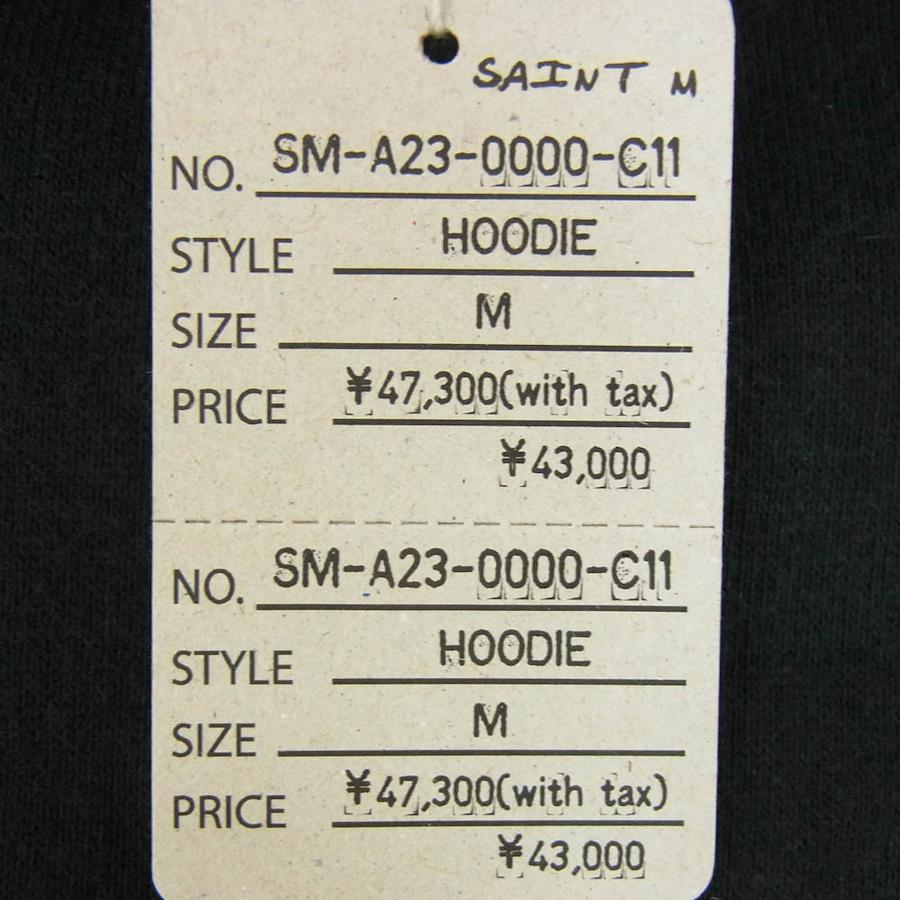 SAINT M
NO. SM-A23-0000-C11
STYLE HOODIE
SIZE M
PRICE ¥47,300(with tax)
¥43,000
NO. SM-A23-0000-C11
STYLE HOODIE
SIZE M
PRICE ¥47,300(with tax)
¥43,000